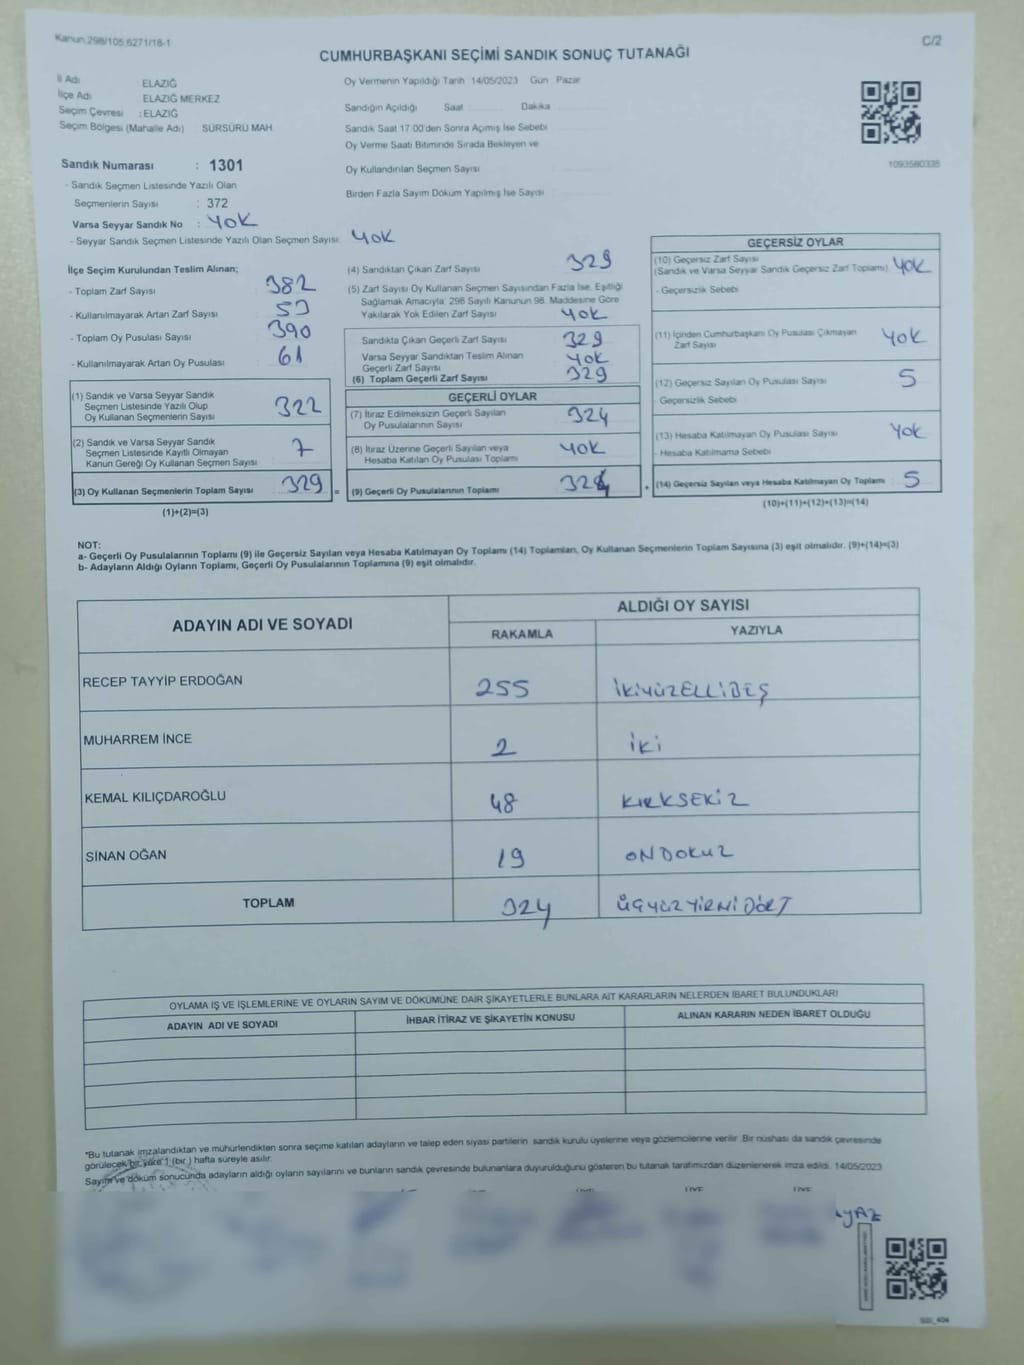 Kanun:298/105,6271/18-1
C/2
CUMHURBAŞKANI SEÇİMİ SANDIK SONUÇ TUTANAĞI
İl Adı ELAZIĞ
İlçe Adı ELAZIĞ MERKEZ
Seçim Çevresi : ELAZIĞ
Seçim Bölgesi (Mahalle Adı) SÜRSÜRÜ MAH.
Oy Vermenin Yapıldığı Tarih 14/05/2023 Gün Pazar
Sandığın Açıldığı Saat Dakika
Sandık Saat 17:00'den Sonra Açımış İse Sebebi
Oy Verme Saati Bitiminde Sırada Bekleyen ve
Oy Kullandırılan Seçmen Sayısı
Birden Fazla Sayım Döküm Yapılmış İse Sayısı
1093580335
Sandık Numarası : 1301
- Sandık Seçmen Listesinde Yazılı Olan
Seçmenlerin Sayısı : 372
Varsa Seyyar Sandık No : YOK
- Seyyar Sandık Seçmen Listesinde Yazılı Olan Seçmen Sayısı: YOK
İlçe Seçim Kurulundan Teslim Alınan;
- Toplam Zarf Sayısı 382
- Kullanılmayarak Artan Zarf Sayısı 53
- Toplam Oy Pusulası Sayısı 390
- Kullanılmayarak Artan Oy Pusulası 61
(1) Sandık ve Varsa Seyyar Sandık
Seçmen Listesinde Yazılı Olup
Oy Kullanan Seçmenlerin Sayısı 322
(2) Sandık ve Varsa Seyyar Sandık
Seçmen Listesinde Kayıtlı Olmayan
Kanun Gereği Oy Kullanan Seçmen Sayısı 7
(3) Oy Kullanan Seçmenlerin Toplam Sayısı 329 =
(1)+(2)=(3)
(4) Sandıktan Çıkan Zarf Sayısı 329
(5) Zarf Sayısı Oy Kullanan Seçmen Sayısından Fazla İse, Eşitliği
Sağlamak Amacıyla; 298 Sayılı Kanunun 98. Maddesine Göre
Yakılarak Yok Edilen Zarf Sayısı YOK
Sandıkta Çıkan Geçerli Zarf Sayısı 329
Varsa Seyyar Sandıktan Teslim Alınan
Geçerli Zarf Sayısı YOK
(6) Toplam Geçerli Zarf Sayısı 329
GEÇERLİ OYLAR
(7) İtiraz Edilmeksizin Geçerli Sayılan
Oy Pusulalarının Sayısı 324
(8) İtiraz Üzerine Geçerli Sayılan veya
Hesaba Katılan Oy Pusulası Toplamı YOK
(9) Geçerli Oy Pusulalarının Toplamı 324 +
GEÇERSİZ OYLAR
(10) Geçersiz Zarf Sayısı
(Sandık ve Varsa Seyyar Sandık Geçersiz Zarf Toplamı) YOK
- Geçersizlik Sebebi
(11) İçinden Cumhurbaşkanı Oy Pusulası Çıkmayan
Zarf Sayısı YOK
(12) Geçersiz Sayılan Oy Pusulası Sayısı 5
- Geçersizlik Sebebi
(13) Hesaba Katılmayan Oy Pusulası Sayısı YOK
- Hesaba Katılmama Sebebi
(14) Geçersiz Sayılan veya Hesaba Katılmayan Oy Toplamı 5
(10)+(11)+(12)+(13)=(14)
NOT:
a- Geçerli Oy Pusulalarının Toplamı (9) ile Geçersiz Sayılan veya Hesaba Katılmayan Oy Toplamı (14) Toplamları, Oy Kullanan Seçmenlerin Toplam Sayısına (3) eşit olmalıdır. (9)+(14)=(3)
b- Adayların Aldığı Oyların Toplamı, Geçerli Oy Pusulalarının Toplamına (9) eşit olmalıdır.
ADAYIN ADI VE SOYADI
ALDIĞI OY SAYISI
RAKAMLA YAZIYLA
RECEP TAYYİP ERDOĞAN 255 İKİYÜZELLİBEŞ
MUHARREM İNCE 2 İKİ
KEMAL KILIÇDAROĞLU 48 KIRKSEKİZ
SİNAN OĞAN 19 ONDOKUZ
TOPLAM 324 ÜÇYÜZYİRMİDÖRT
OYLAMA İŞ VE İŞLEMLERİNE VE OYLARIN SAYIM VE DÖKÜMÜNE DAİR ŞİKAYETLERLE BUNLARA AİT KARARLARIN NELERDEN İBARET BULUNDUKLARI
ADAYIN ADI VE SOYADI İHBAR İTİRAZ VE ŞİKAYETİN KONUSU ALINAN KARARIN NEDEN İBARET OLDUĞU
*Bu tutanak imzalandıktan ve mühürlendikten sonra seçime katılan adayların ve talep eden siyasi partilerin sandık kurulu üyelerine veya gözlemcilerine verilir. Bir nüshası da sandık çevresinde
görülecek bir yere 1 (bir ) hafta süreyle asılır.
Sayım ve döküm sonucunda adayların aldığı oyların sayılarını ve bunların sandık çevresinde bulunanlara duyurulduğunu gösteren bu tutanak tarafımızdan düzenlenerek imza edildi. 14/05/2023